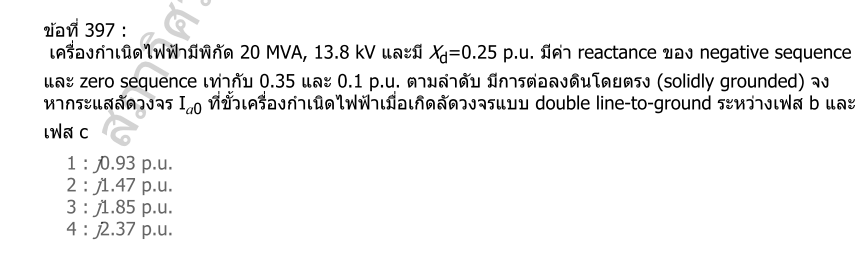 ข้อที่ 397 :
เครื่องกำเนิดไฟฟ้ามีพิกัด 20 MVA, 13.8 kV และมี Xd=0.25 p.u. มีค่า reactance ของ negative sequence
และ zero sequence เท่ากับ 0.35 และ 0.1 p.u. ตามลำดับ มีการต่อลงดินโดยตรง (solidly grounded) จง
หากระแสลัดวงจร Ia0 ที่ขั้วเครื่องกำเนิดไฟฟ้าเมื่อเกิดลัดวงจรแบบ double line-to-ground ระหว่างเฟส b และ
เฟส c
1 : j0.93 p.u.
2 : j1.47 p.u.
3 : j1.85 p.u.
4 : j2.37 p.u.